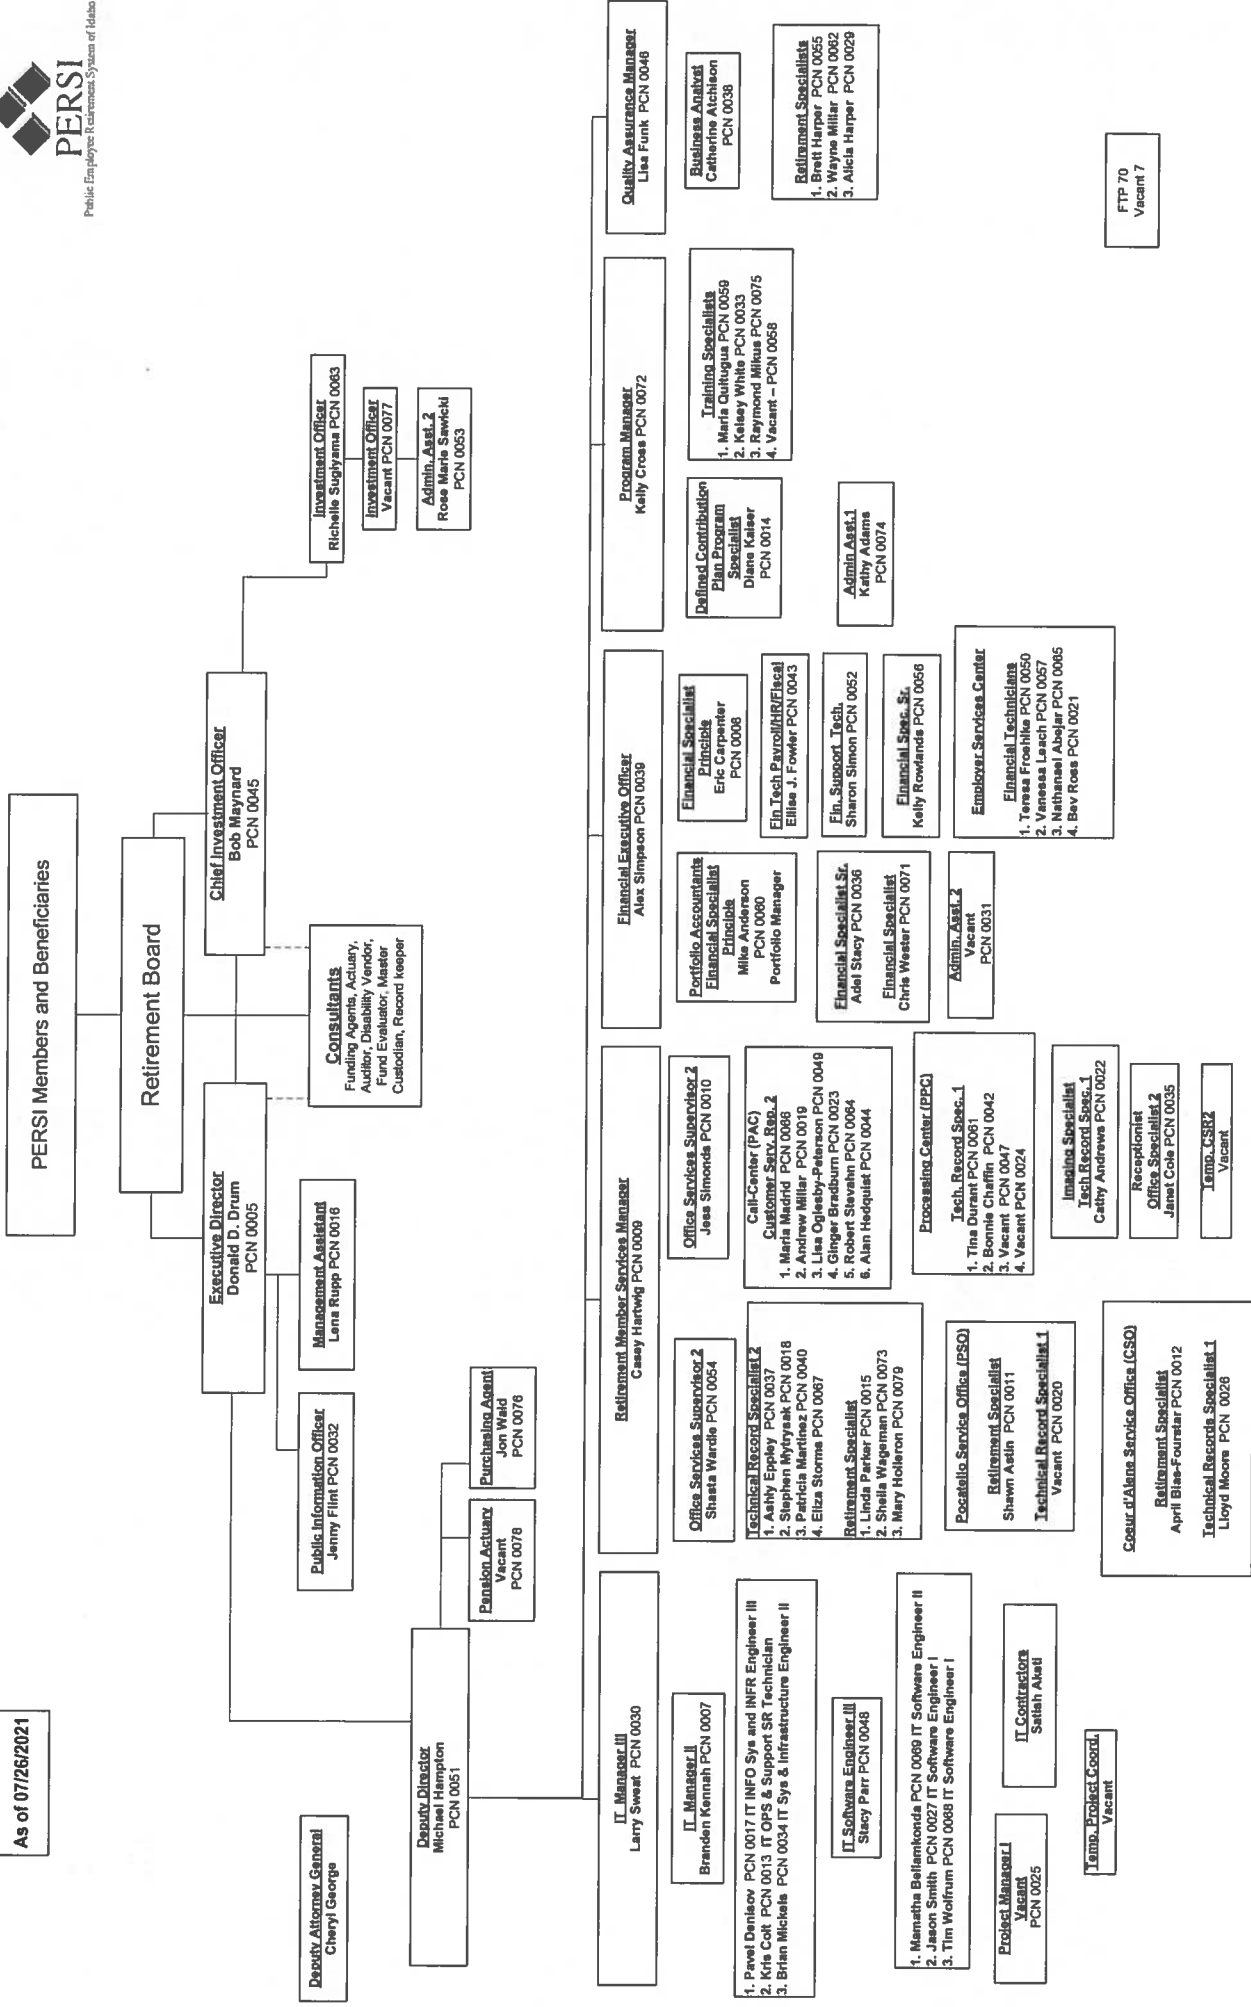 As of 07/26/2021
PERSI
Public Employee Retirement System of Idaho
PERSI Members and Beneficiaries
Retirement Board
Executive Director
Donald D. Drum
PCN 0005
Chief Investment Officer
Bob Maynard
PCN 0045
Consultants
Funding Agents, Actuary,
Auditor, Disability Vendor,
Fund Evaluator, Master
Custodian, Record keeper
Deputy Attorney General
Cheryl George
Public Information Officer
Jenny Flint PCN 0032
Management Assistant
Lena Rupp PCN 0016
Investment Officer
Richelle Sugiyama PCN 0063
Investment Officer
Vacant PCN 0077
Admin. Asst. 2
Rose Marie Sawicki
PCN 0053
Deputy Director
Michael Hampton
PCN 0051
Pension Actuary
Vacant
PCN 0078
Purchasing Agent
Jon Wald
PCN 0076
IT Manager III
Larry Sweat PCN 0030
IT Manager II
Branden Kennah PCN 0007
1. Pavel Denisov PCN 0017 IT INFO Sys and INFR Engineer III
2. Kris Colt PCN 0013 IT OPS & Support SR Technician
3. Brian Mickels PCN 0034 IT Sys & Infrastructure Engineer II
IT Software Engineer III
Stacy Parr PCN 0048
1. Mamatha Bellamkonda PCN 0069 IT Software Engineer II
2. Jason Smith PCN 0027 IT Software Engineer I
3. Tim Wolfrum PCN 0068 IT Software Engineer I
Project Manager I
Vacant
PCN 0025
IT Contractors
Satish Akati
Temp. Project Coord.
Vacant
Retirement Member Services Manager
Casey Hartwig PCN 0009
Office Services Supervisor 2
Shasta Wardle PCN 0054
Technical Record Specialist 2
1. Ashly Eppley PCN 0037
2. Stephen Mytrysak PCN 0018
3. Patricia Martinez PCN 0040
4. Eliza Storms PCN 0067
Retirement Specialist
1. Linda Parker PCN 0015
2. Sheila Wageman PCN 0073
3. Mary Holleron PCN 0079
Pocatello Service Office (PSO)
Retirement Specialist
Shawn Astin PCN 0011
Technical Record Specialist 1
Vacant PCN 0020
Coeur d'Alene Service Office (CSO)
Retirement Specialist
April Bias-Fourstar PCN 0012
Technical Records Specialist 1
Lloyd Moore PCN 0026
Office Services Supervisor 2
Jess Simonds PCN 0010
Call-Center (PAC)
Customer Serv. Rep. 2
1. Maria Madrid PCN 0066
2. Andrew Millar PCN 0019
3. Lisa Oglesby-Peterson PCN 0049
4. Ginger Bradburn PCN 0023
5. Robert Stevahn PCN 0064
6. Alan Hedquist PCN 0044
Processing Center (PPC)
Tech. Record Spec. 1
1. Tina Durant PCN 0061
2. Bonnie Chaffin PCN 0042
3. Vacant PCN 0047
4. Vacant PCN 0024
Imaging Specialist
Tech Record Spec. 1
Cathy Andrews PCN 0022
Receptionist
Office Specialist 2
Janet Cole PCN 0035
Temp. CSR2
Vacant
Financial Executive Officer
Alex Simpson PCN 0039
Portfolio Accountants
Financial Specialist
Principle
Mike Anderson
PCN 0060
Portfolio Manager
Financial Specialist Sr.
Adel Stacy PCN 0036
Financial Specialist
Chris Wester PCN 0071
Admin. Asst. 2
Vacant
PCN 0031
Financial Specialist
Principle
Eric Carpenter
PCN 0008
Fin Tech Payroll/HR/Fiscal
Ellise J. Fowler PCN 0043
Fin. Support Tech.
Sharon Simon PCN 0052
Financial Spec. Sr.
Kelly Rowlands PCN 0056
Employer Services Center
Financial Technicians
1. Teresa Froehlke PCN 0050
2. Vanessa Leach PCN 0057
3. Nathanael Abejar PCN 0065
4. Bev Ross PCN 0021
Program Manager
Kelly Cross PCN 0072
Defined Contribution
Plan Program
Specialist
Diane Kaiser
PCN 0014
Admin Asst.1
Kathy Adams
PCN 0074
Training Specialists
1. Maria Quitugua PCN 0059
2. Kelsey White PCN 0033
3. Raymond Mikus PCN 0075
4. Vacant – PCN 0058
Quality Assurance Manager
Lisa Funk PCN 0046
Business Analyst
Catherine Atchison
PCN 0038
Retirement Specialists
1. Brett Harper PCN 0055
2. Wayne Millar PCN 0062
3. Alicia Harper PCN 0029
FTP 70
Vacant 7